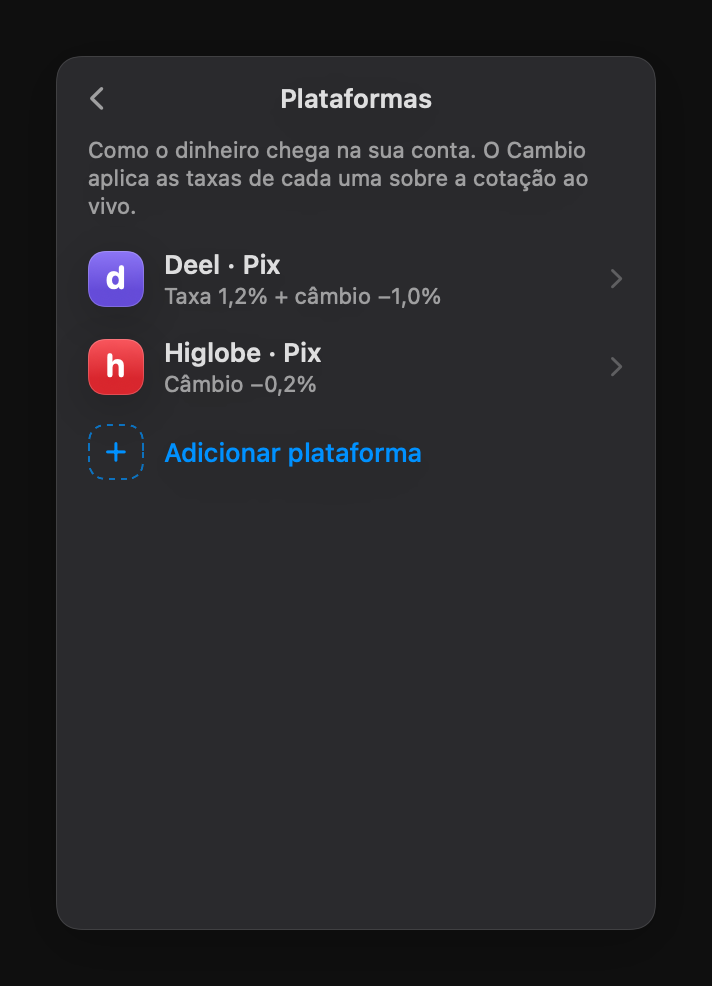 Plataformas
Como o dinheiro chega na sua conta. O Cambio
aplica as taxas de cada uma sobre a cotação ao
vivo.
d
Deel · Pix
Taxa 1,2% + câmbio −1,0%
h
Higlobe · Pix
Câmbio −0,2%
+
Adicionar plataforma